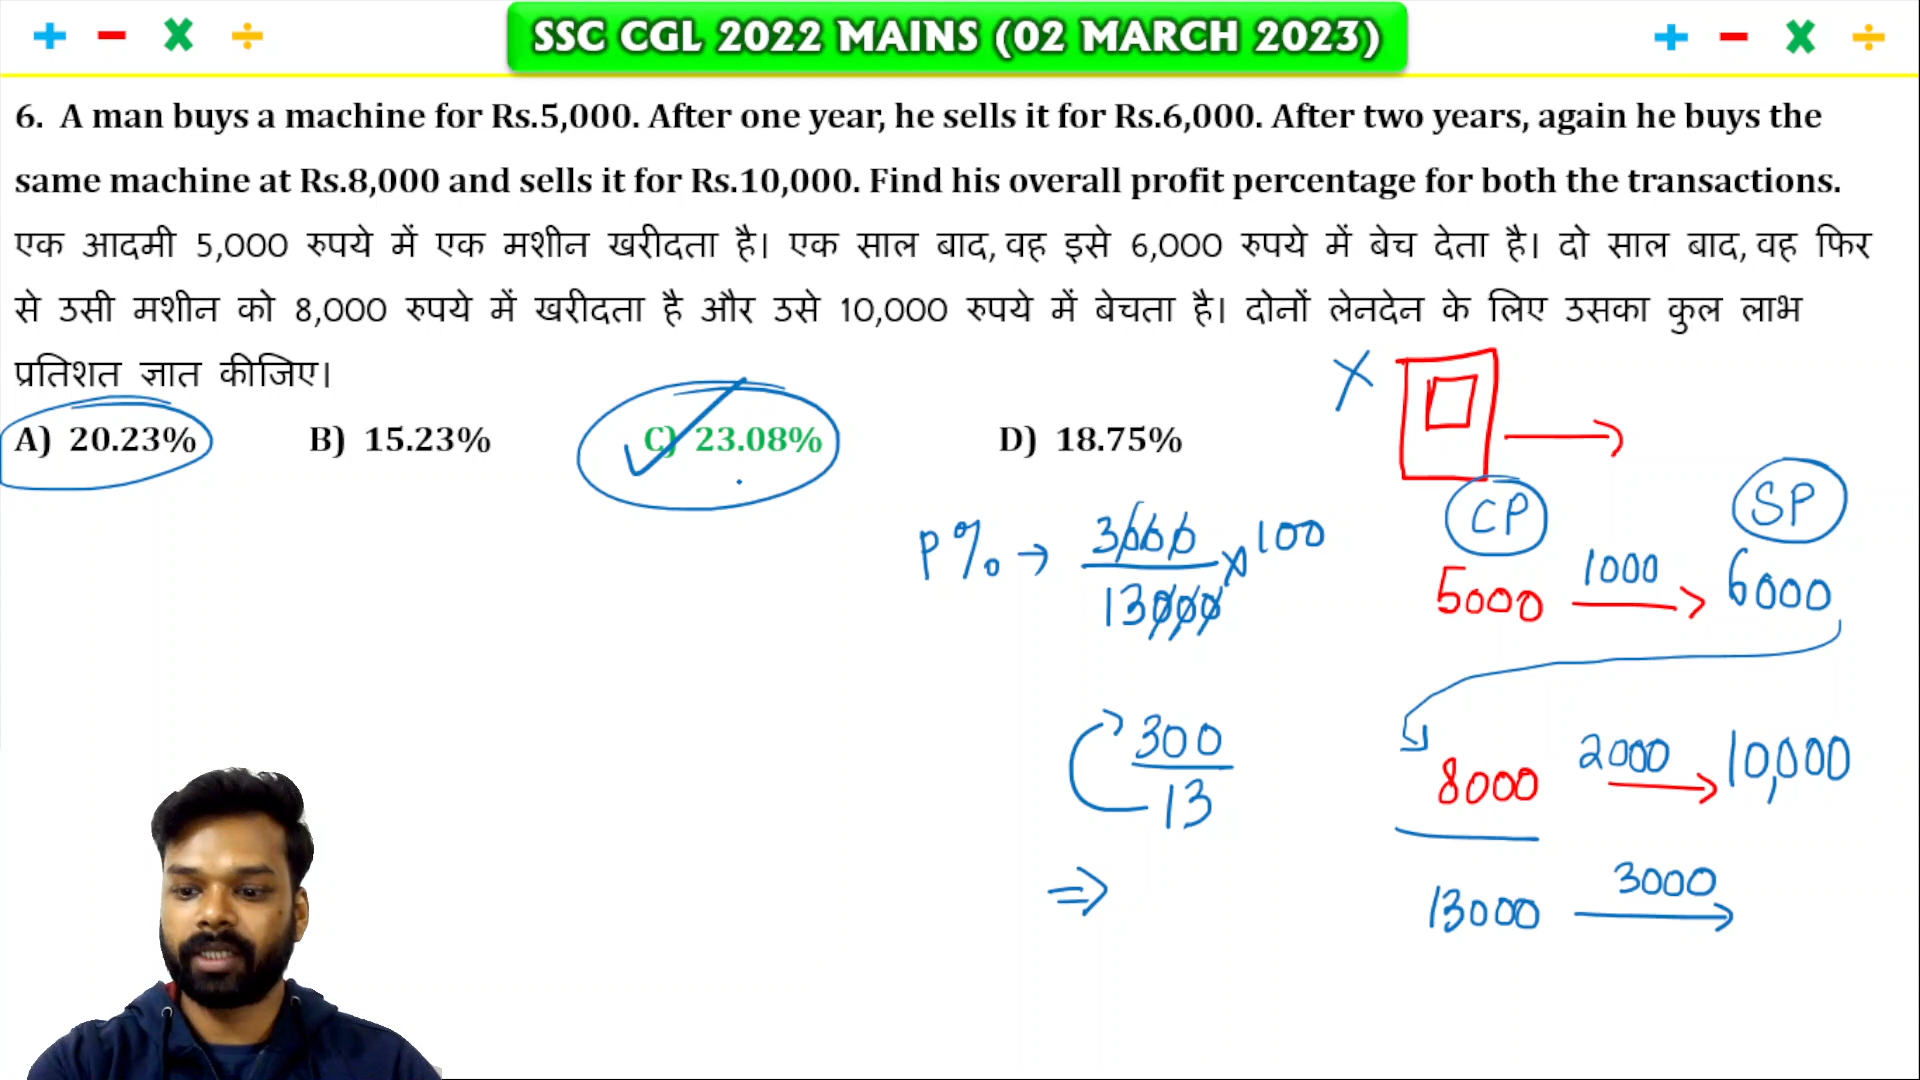 SSC CGL 2022 MAINS (02 MARCH 2023)
6. A man buys a machine for Rs.5,000. After one year, he sells it for Rs.6,000. After two years, again he buys the
same machine at Rs.8,000 and sells it for Rs.10,000. Find his overall profit percentage for both the transactions.
एक आदमी 5,000 रुपये में एक मशीन खरीदता है। एक साल बाद, वह इसे 6,000 रुपये में बेच देता है। दो साल बाद, वह फिर
से उसी मशीन को 8,000 रुपये में खरीदता है और उसे 10,000 रुपये में बेचता है। दोनों लेनदेन के लिए उसका कुल लाभ
प्रतिशत ज्ञात कीजिए।
A) 20.23% B) 15.23% C) 23.08% D) 18.75%
CP SP
P% → 3000/13000 × 100
5000 1000 → 6000
300/13
8000 2000 → 10,000
⇒
13000 3000 →